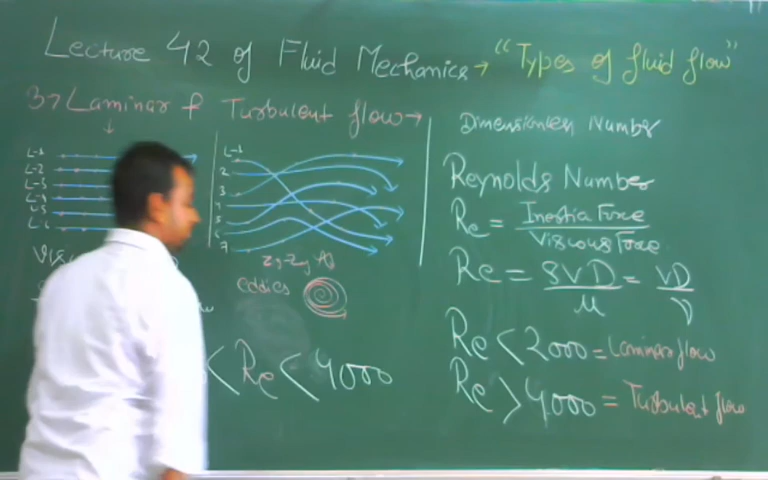 Lecture 42 of Fluid Mechanics → "Types of fluid flow"
3→ Laminar & Turbulent flow →
↓
L-1
L-2
L-3
L-4
L-5
L-6
L-1
2
3
4
5
6
7
eddies
< Re < 4000
Dimensionless Number
Reynolds Number
Re = Inertia Force / Viscous Force
Re = ρVD / μ = VD / ν
Re < 2000 = Laminar flow
Re > 4000 = Turbulent flow